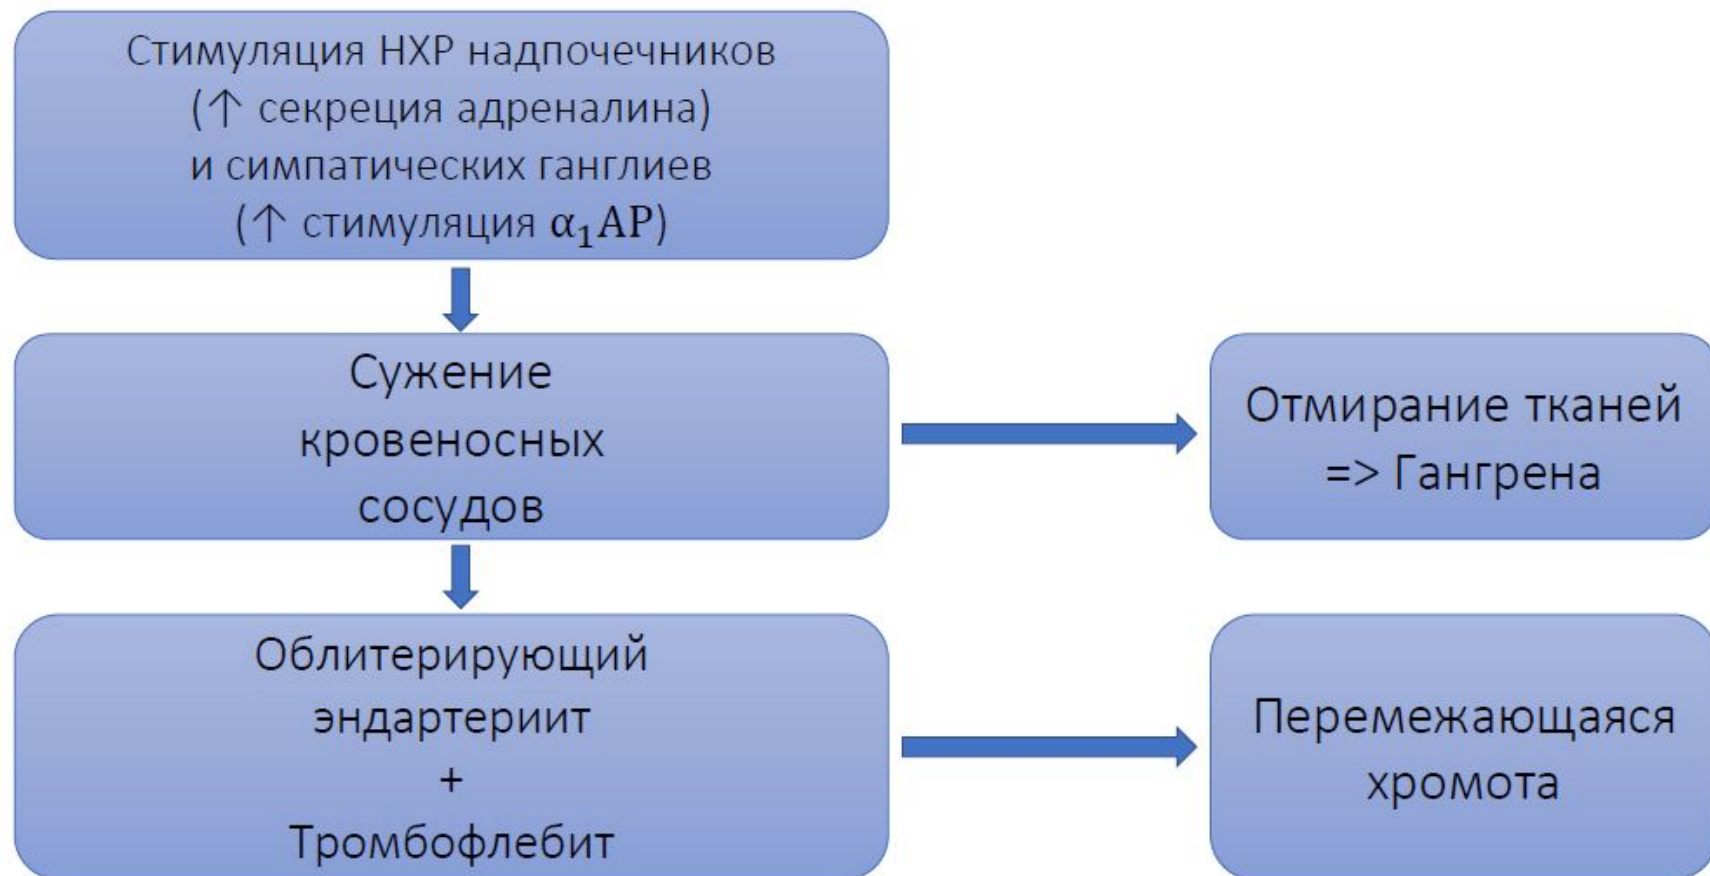 Стимуляция НХР надпочечников
(↑ секреция адреналина)
и симпатических ганглиев
(↑ стимуляция α₁АР)
Сужение
кровеносных
сосудов
Отмирание тканей
=> Гангрена
Облитерирующий
эндартериит
+
Тромбофлебит
Перемежающаяся
хромота